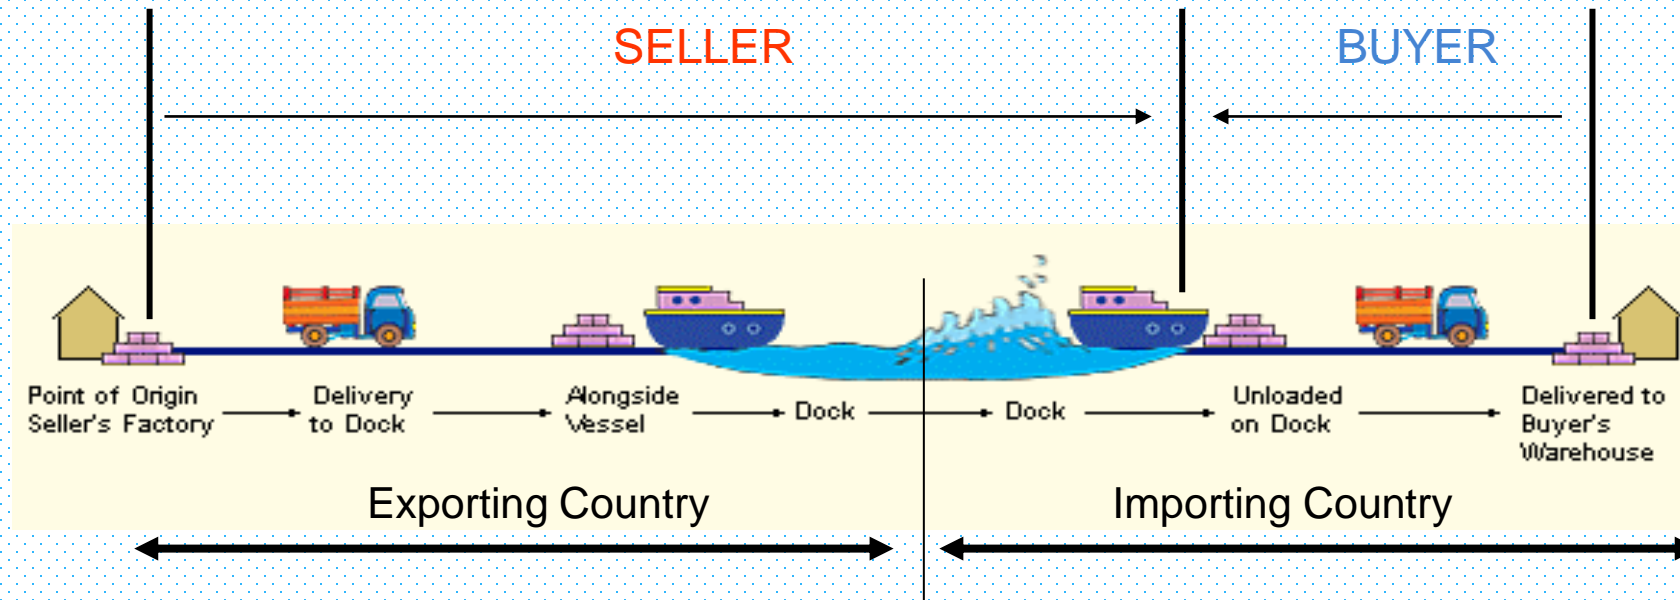 SELLER
BUYER
Point of Origin
Seller's Factory
Delivery
to Dock
Alongside
Vessel
Dock
Dock
Unloaded
on Dock
Delivered to
Buyer's
Warehouse
Exporting Country
Importing Country